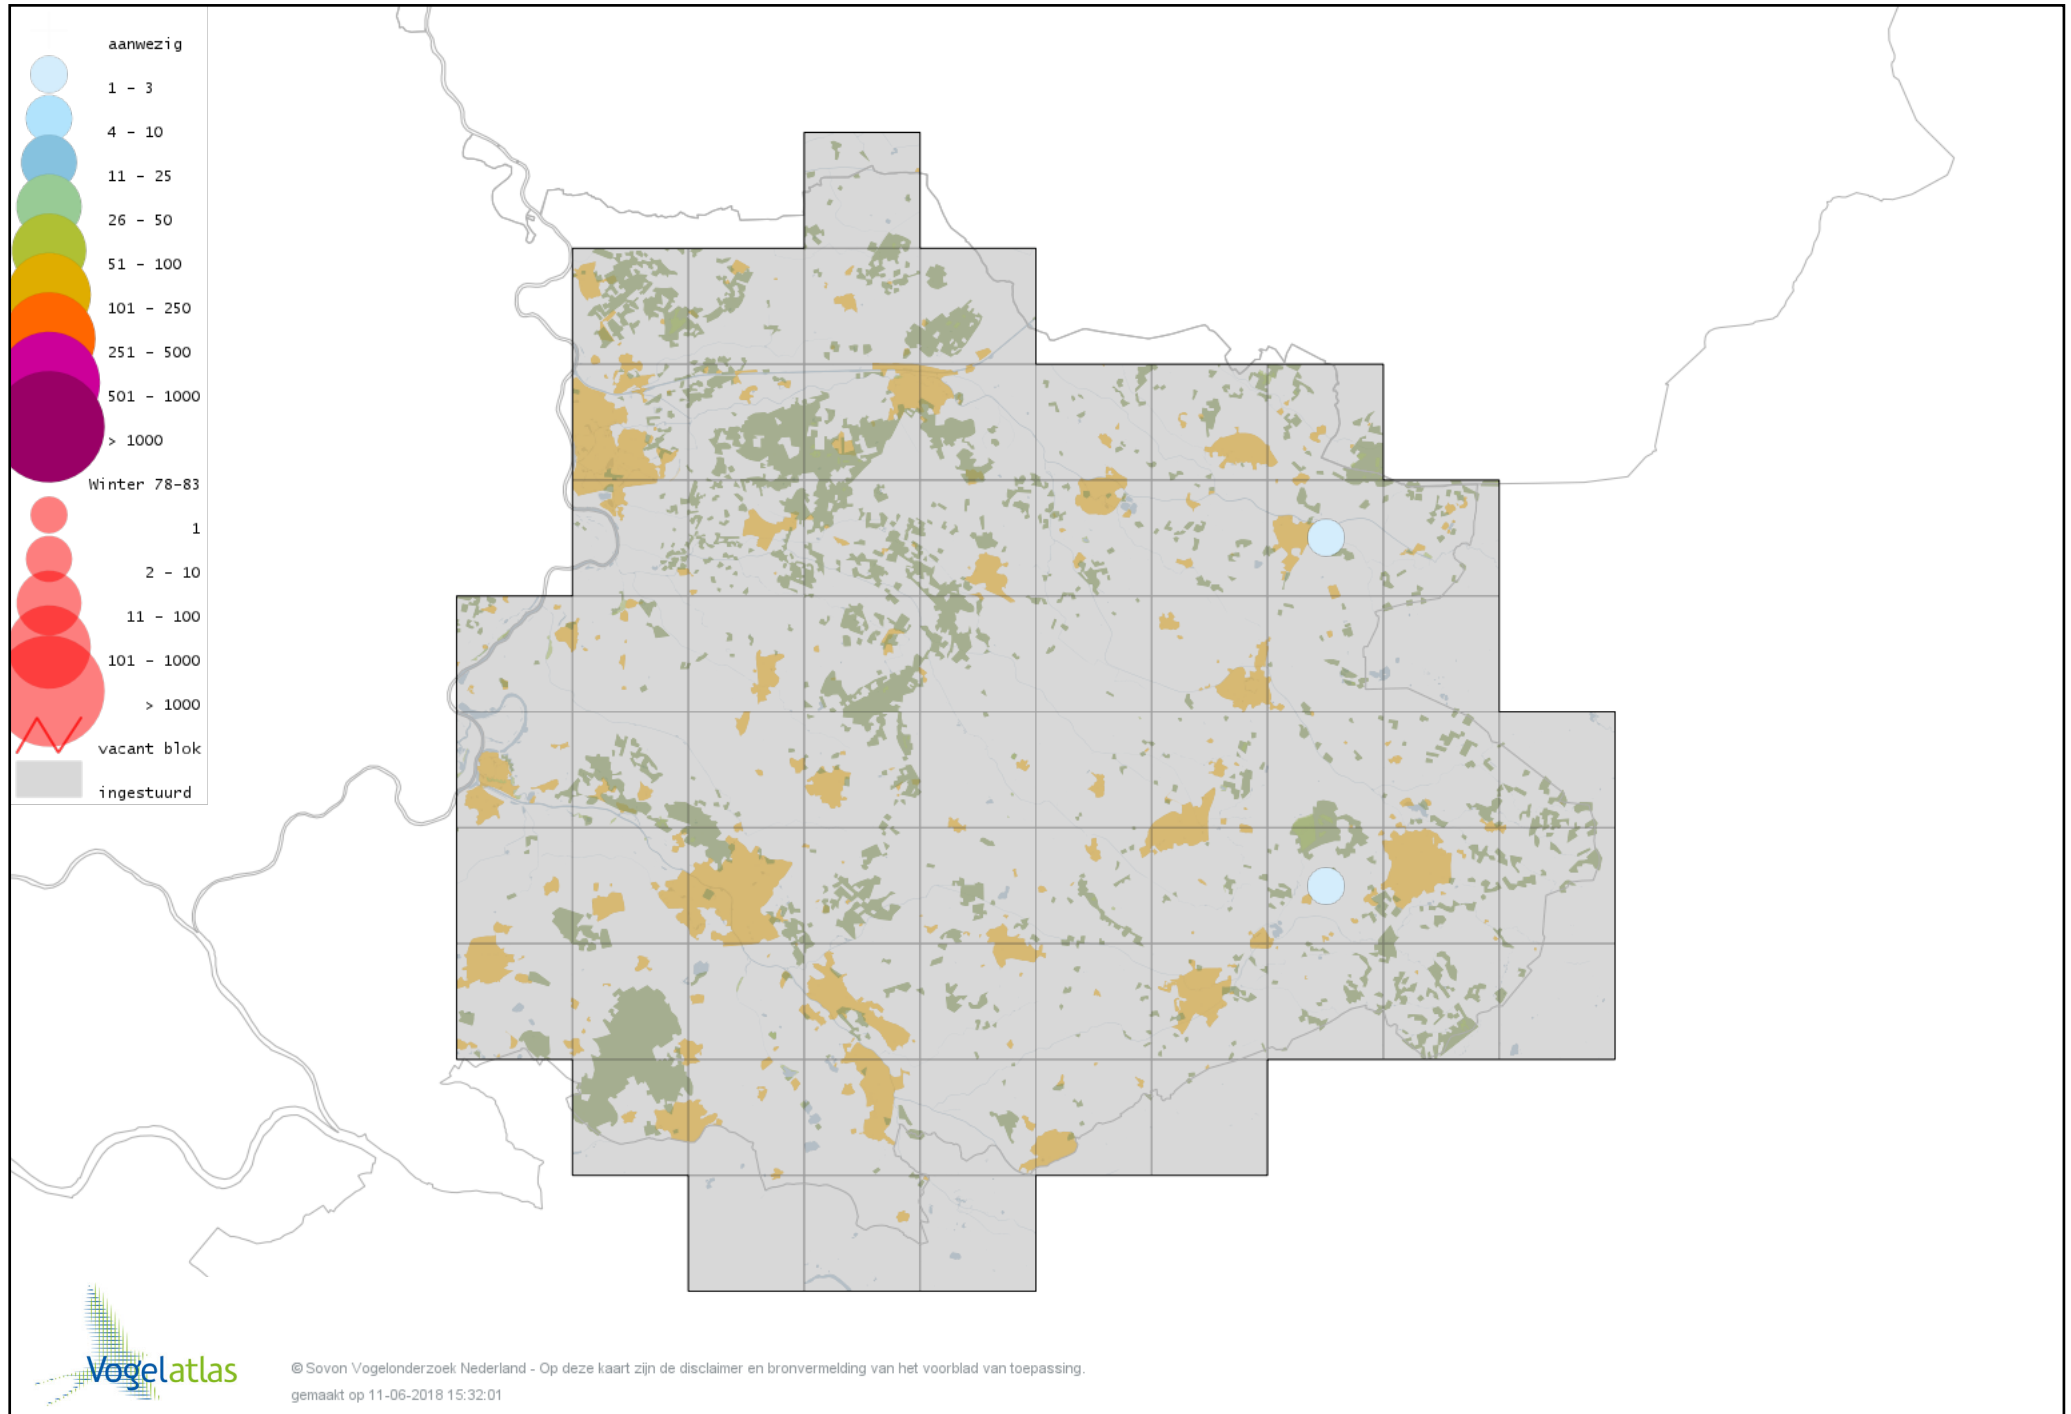 aanwezig
1 - 3
4 - 10
11 - 25
26 - 50
51 - 100
101 - 250
251 - 500
501 - 1000
> 1000
Winter 78-83
1
2 - 10
11 - 100
101 - 1000
> 1000
vacant blok
ingestuurd
Vogelatlas
© Sovon Vogelonderzoek Nederland - Op deze kaart zijn de disclaimer en bronvermelding van het voorblad van toepassing.
gemaakt op 11-06-2018 15:32:01